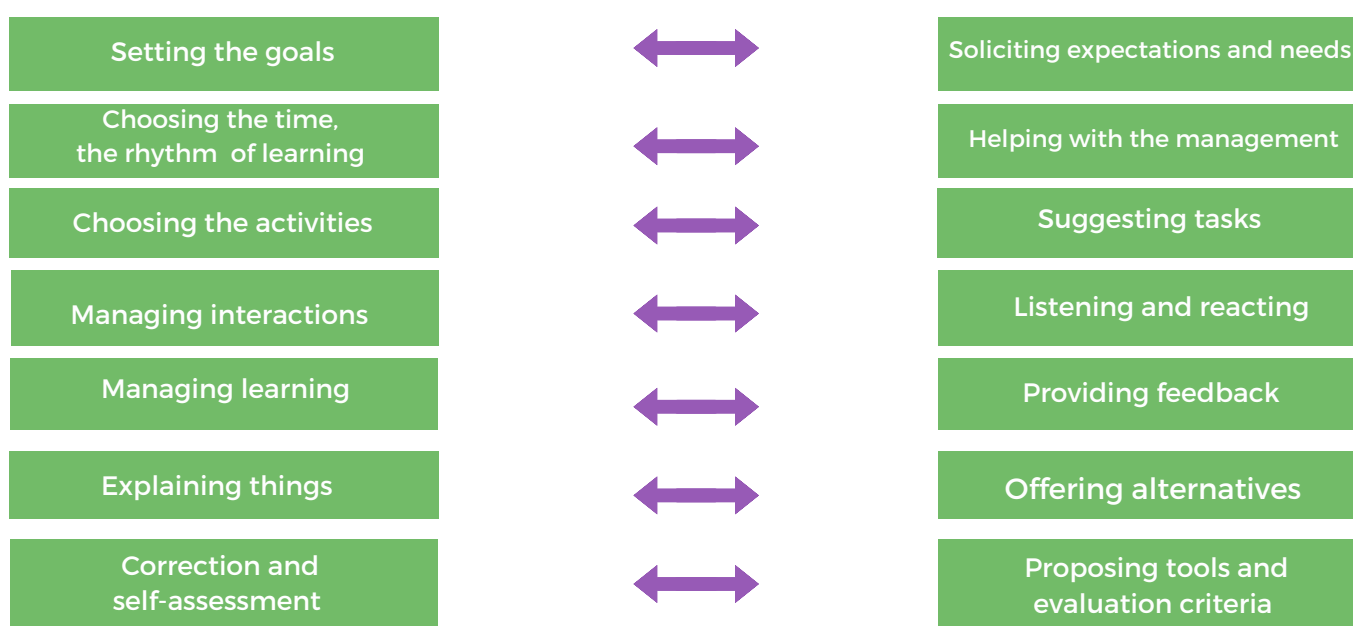 Setting the goals
Soliciting expectations and needs
Choosing the time,
the rhythm of learning
Helping with the management
Choosing the activities
Suggesting tasks
Managing interactions
Listening and reacting
Managing learning
Providing feedback
Explaining things
Offering alternatives
Correction and
self-assessment
Proposing tools and
evaluation criteria